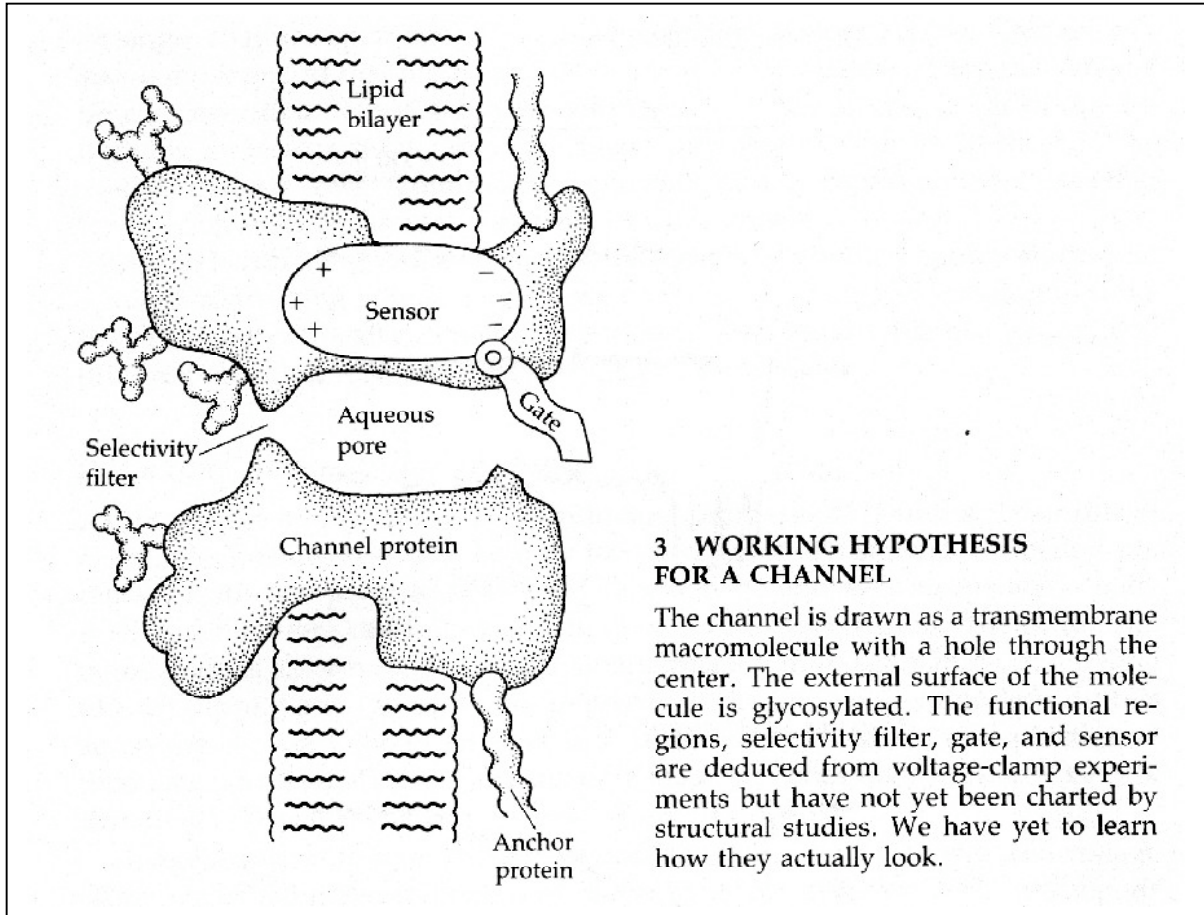 Lipid
bilayer
+ −
+ Sensor −
+ −
Gate
Aqueous
pore
Selectivity
filter
Channel protein
Anchor
protein
3 WORKING HYPOTHESIS
FOR A CHANNEL
The channel is drawn as a transmembrane
macromolecule with a hole through the
center. The external surface of the mole-
cule is glycosylated. The functional re-
gions, selectivity filter, gate, and sensor
are deduced from voltage-clamp experi-
ments but have not yet been charted by
structural studies. We have yet to learn
how they actually look.